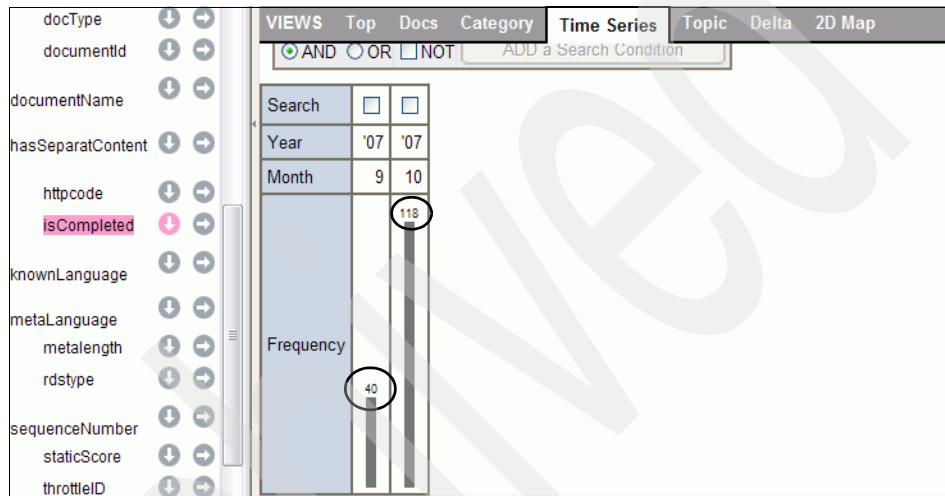 docType
documentId
documentName
hasSeparatContent
httpcode
isCompleted
knownLanguage
metaLanguage
metalength
rdstype
sequenceNumber
staticScore
throttleID
VIEWS Top Docs Category Time Series Topic Delta 2D Map
AND OR NOT ADD a Search Condition
Search
Year '07 '07
Month 9 10
Frequency
118
40